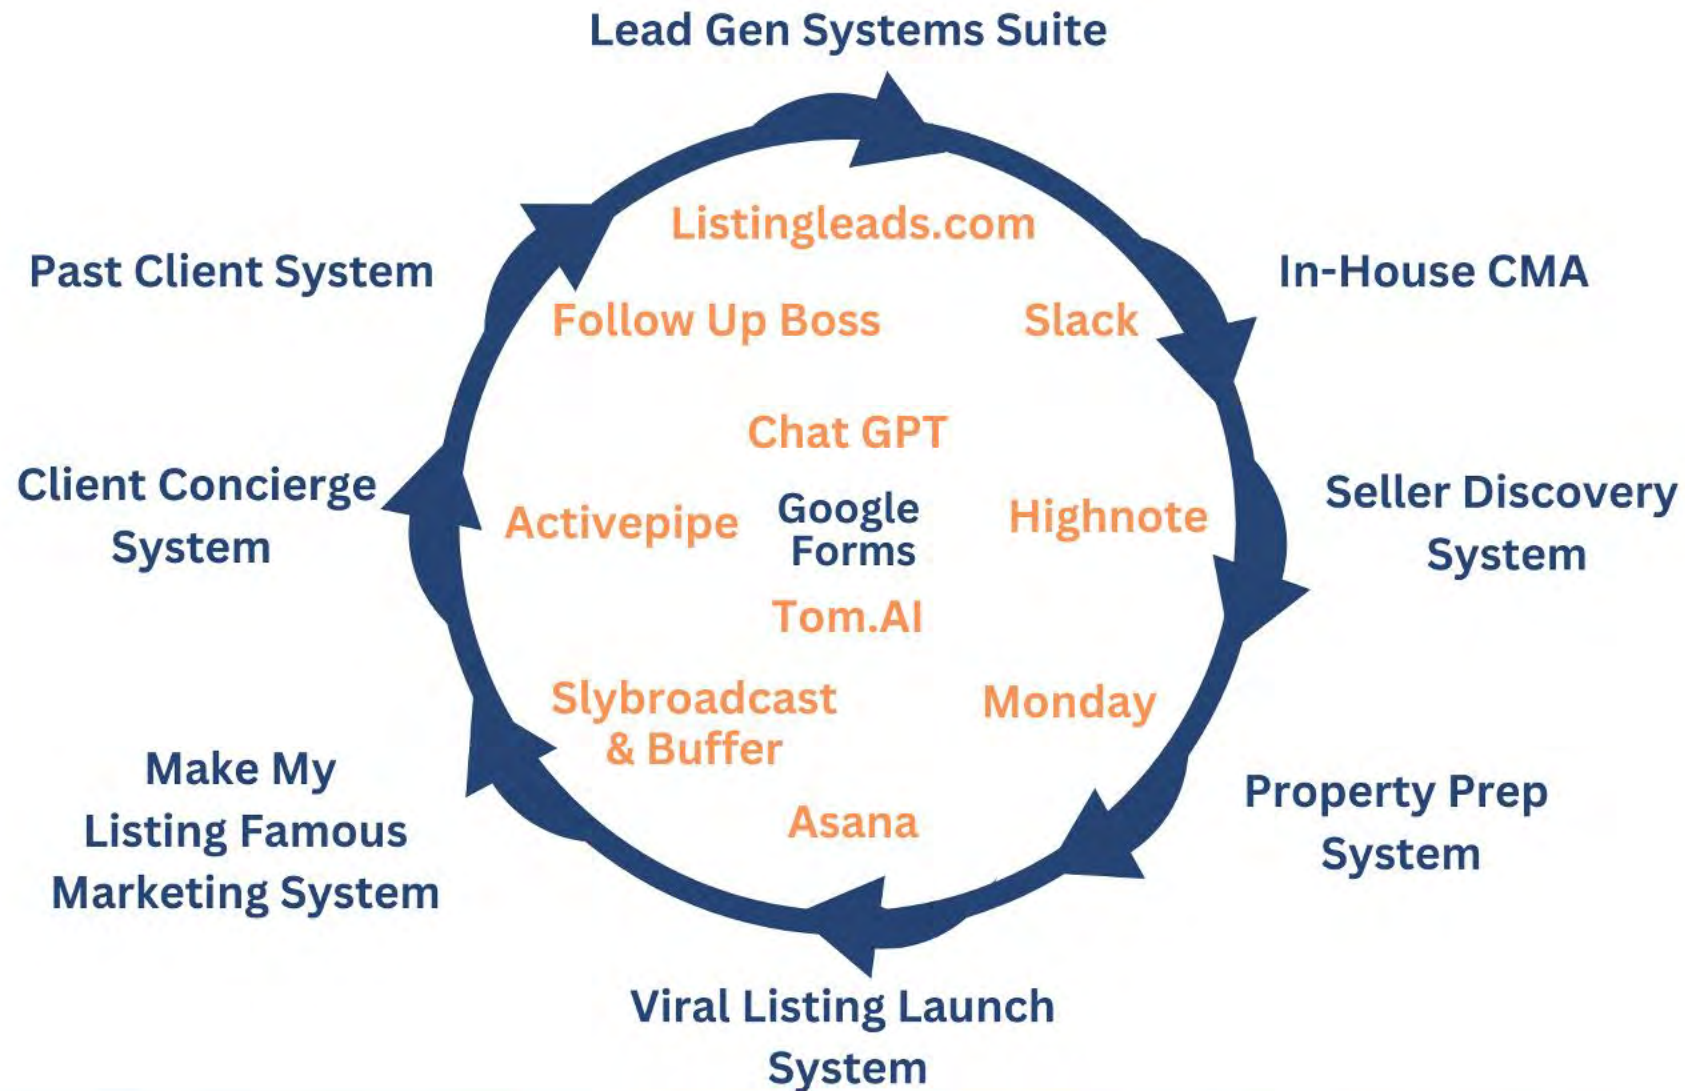 Lead Gen Systems Suite
Listingleads.com
Past Client System
In-House CMA
Follow Up Boss
Slack
Chat GPT
Client Concierge
System
Activepipe
Google
Forms
Highnote
Seller Discovery
System
Tom.AI
Slybroadcast
& Buffer
Monday
Make My
Listing Famous
Marketing System
Asana
Property Prep
System
Viral Listing Launch
System